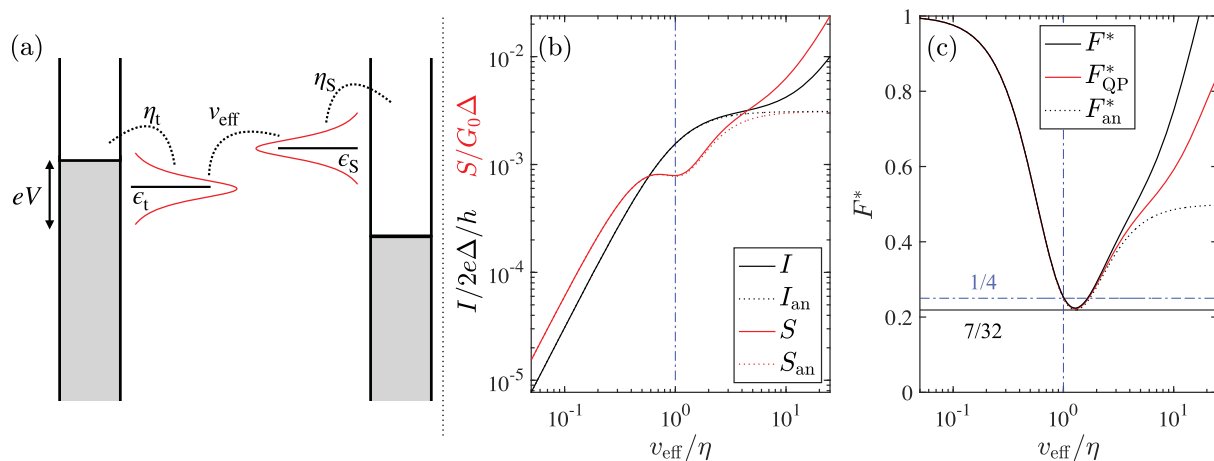 (a)
η_S
η_t
v_eff
ϵ_S
eV
ϵ_t
(b)
I/2eΔ/h S/G_0Δ
10^-2
10^-3
10^-4
10^-5
I
I_an
S
S_an
10^-1 10^0 10^1
v_eff/η
(c)
F*
1
0.8
0.6
0.4
0.2
0
F*
F*_QP
F*_an
1/4
7/32
10^-1 10^0 10^1
v_eff/η